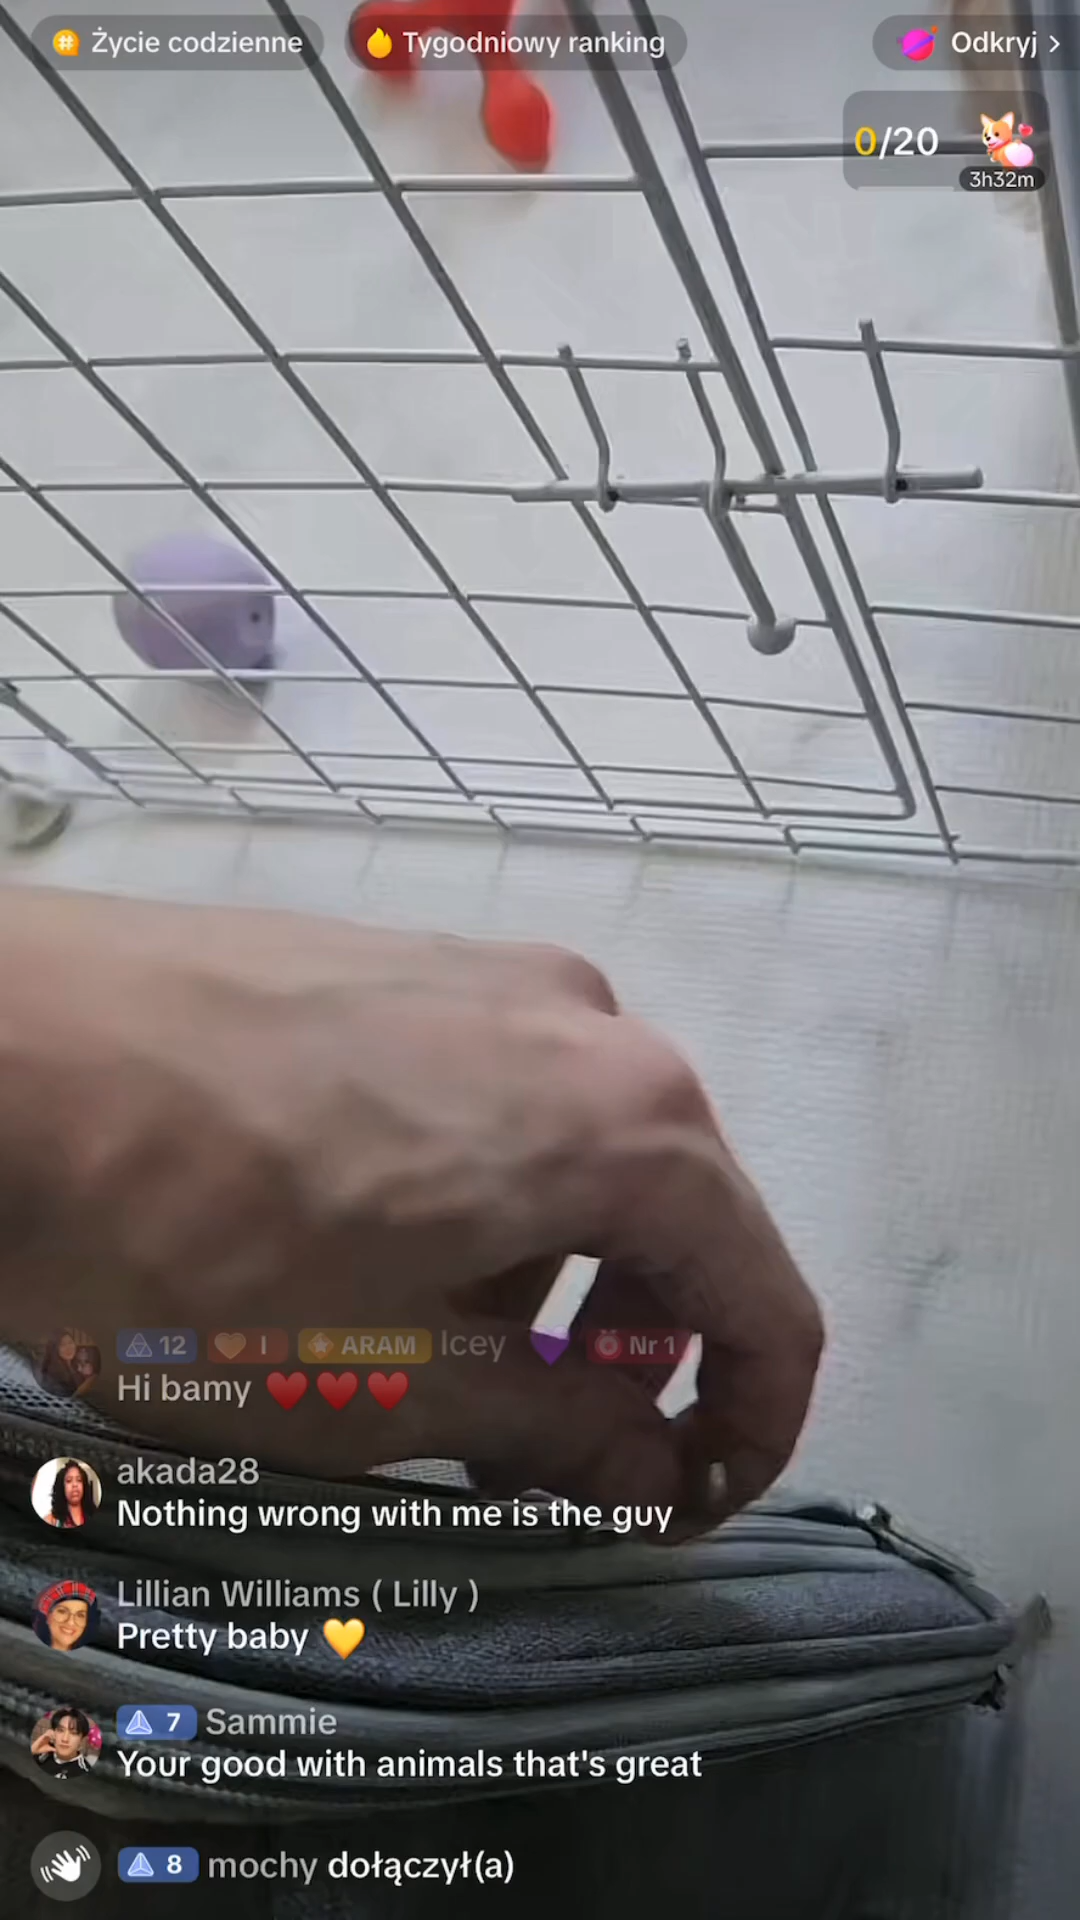 Życie codzienne
Tygodniowy ranking
Odkryj >
0/20
3h32m
12 I ARAM Icey 💜 Nr 1
Hi bamy ❤️❤️❤️
akada28
Nothing wrong with me is the guy
Lillian Williams ( Lilly )
Pretty baby 💛
7 Sammie
Your good with animals that's great
8 mochy dołączył(a)